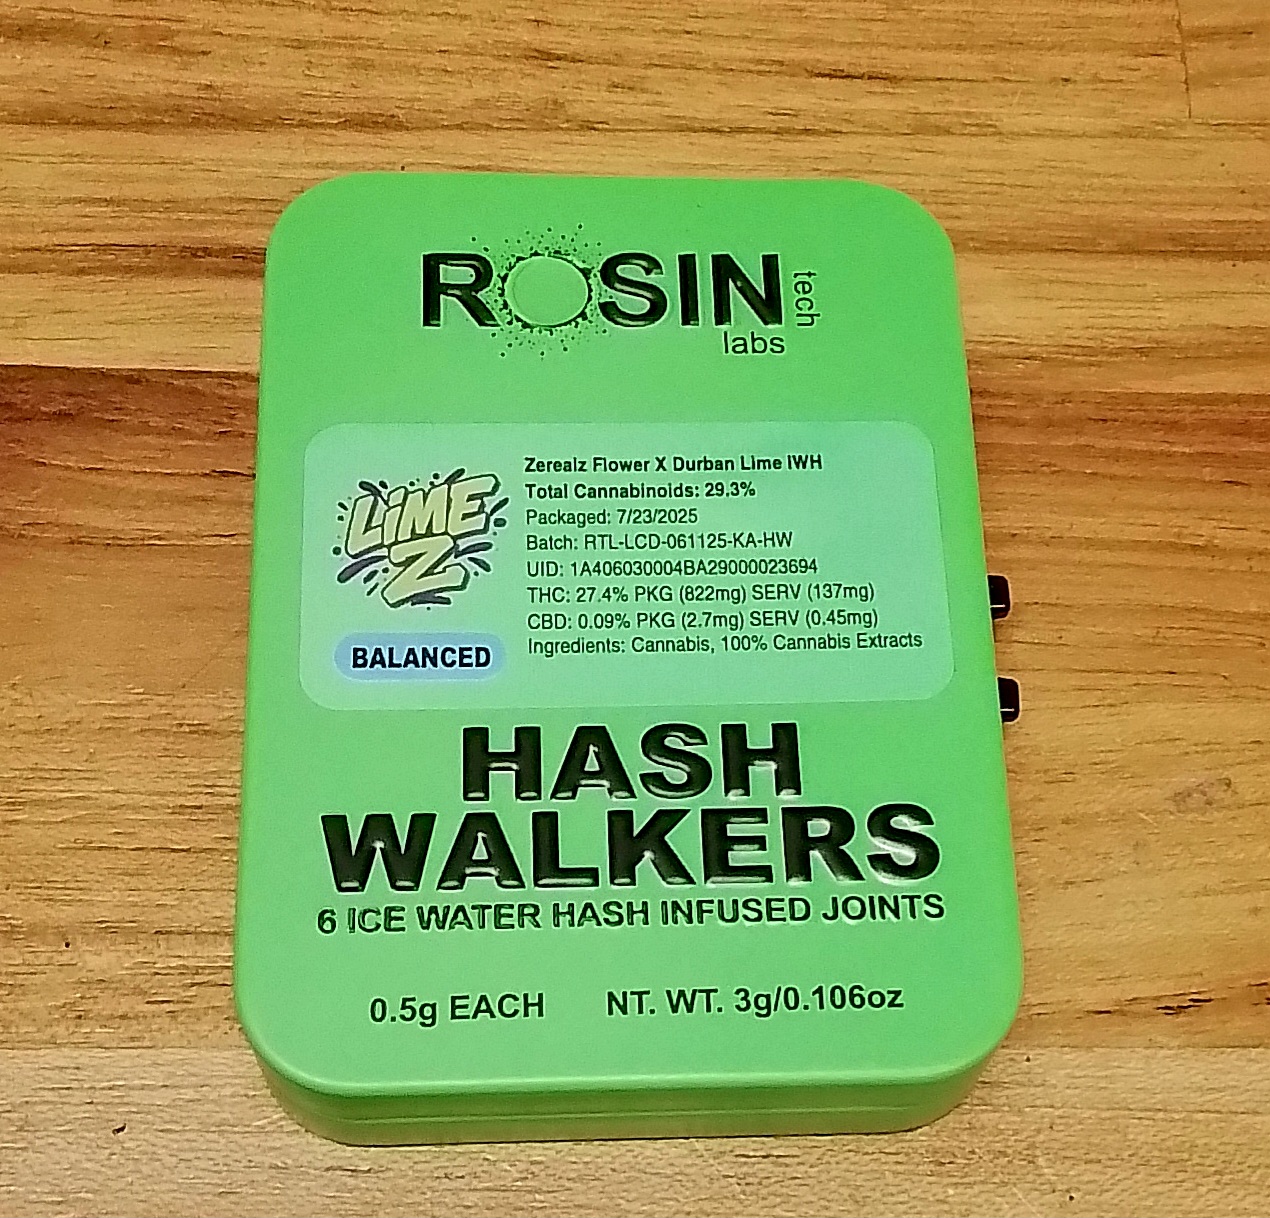 ROSIN
tech
labs
LiME
Z
BALANCED
Zerealz Flower X Durban Lime IWH
Total Cannabinoids: 29.3%
Packaged: 7/23/2025
Batch: RTL-LCD-061125-KA-HW
UID: 1A406030004BA29000023694
THC: 27.4% PKG (822mg) SERV (137mg)
CBD: 0.09% PKG (2.7mg) SERV (0.45mg)
Ingredients: Cannabis, 100% Cannabis Extracts
HASH
WALKERS
6 ICE WATER HASH INFUSED JOINTS
0.5g EACH NT. WT. 3g/0.106oz